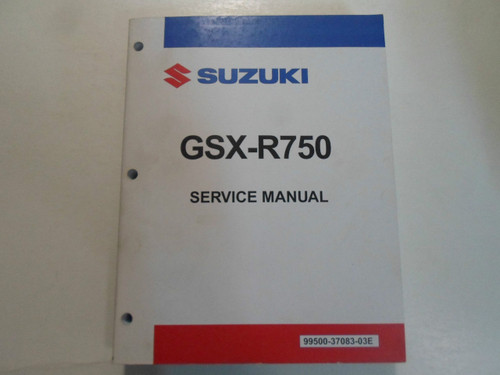 SUZUKI
GSX-R750
SERVICE MANUAL
99500-37083-03E